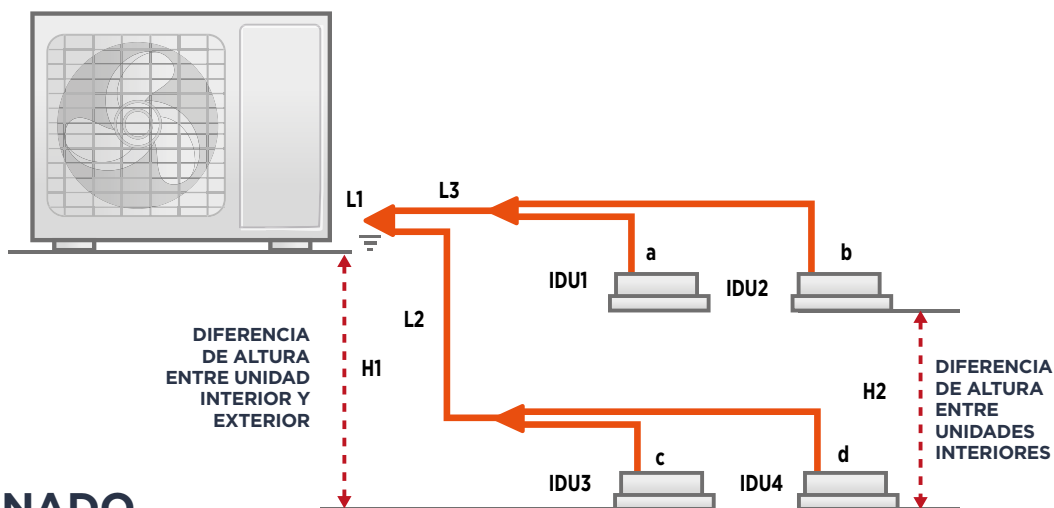 L1
L3
a
b
IDU1
IDU2
L2
DIFERENCIA
DE ALTURA
ENTRE UNIDAD
INTERIOR Y
EXTERIOR
H1
H2
DIFERENCIA
DE ALTURA
ENTRE
UNIDADES
INTERIORES
c
d
IDU3
IDU4